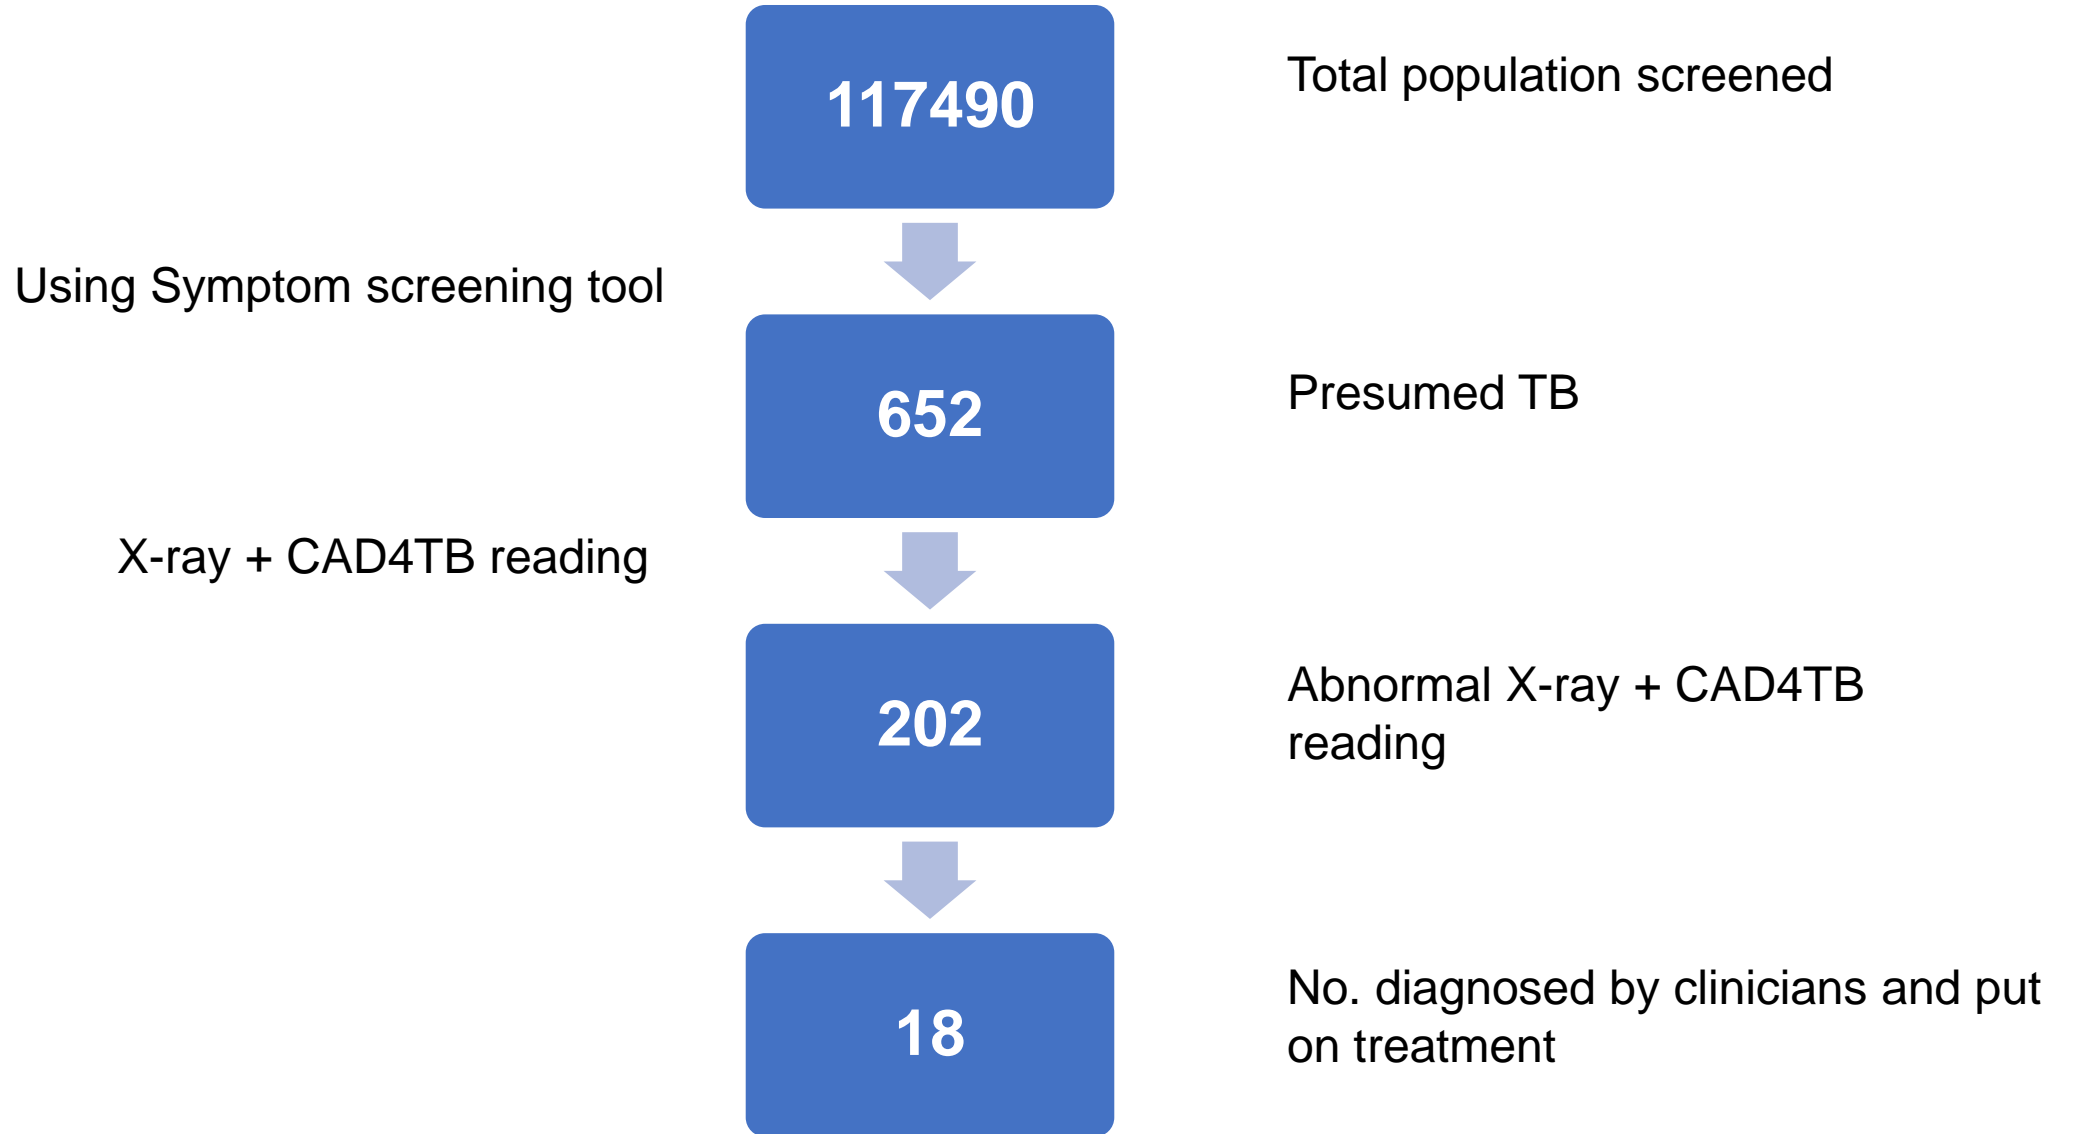 117490
Total population screened
Using Symptom screening tool
652
Presumed TB
X-ray + CAD4TB reading
202
Abnormal X-ray + CAD4TB
reading
18
No. diagnosed by clinicians and put
on treatment